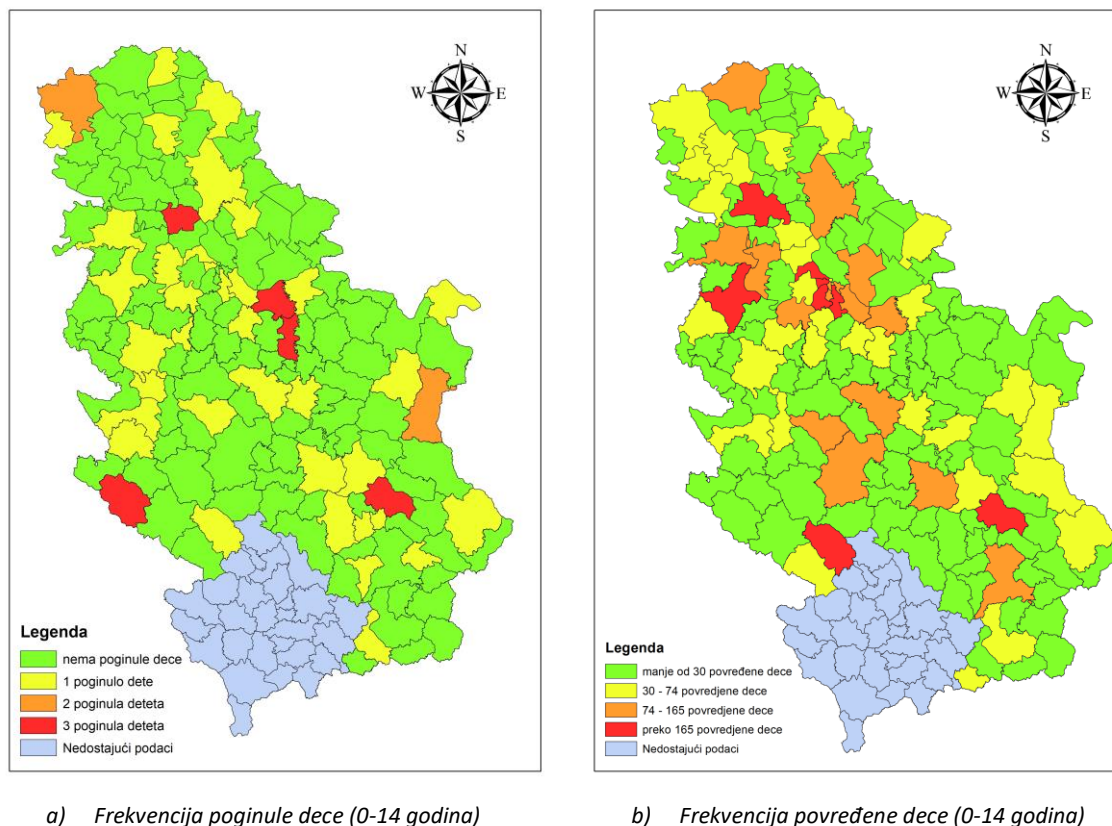 N
W E
S
Legenda
nema poginule dece
1 poginulo dete
2 poginula deteta
3 poginula deteta
Nedostajući podaci
N
W E
S
Legenda
manje od 30 povređene dece
30 - 74 povredjene dece
74 - 165 povredjene dece
preko 165 povredjene dece
Nedostajući podaci
a) Frekvencija poginule dece (0-14 godina)
b) Frekvencija povređene dece (0-14 godina)